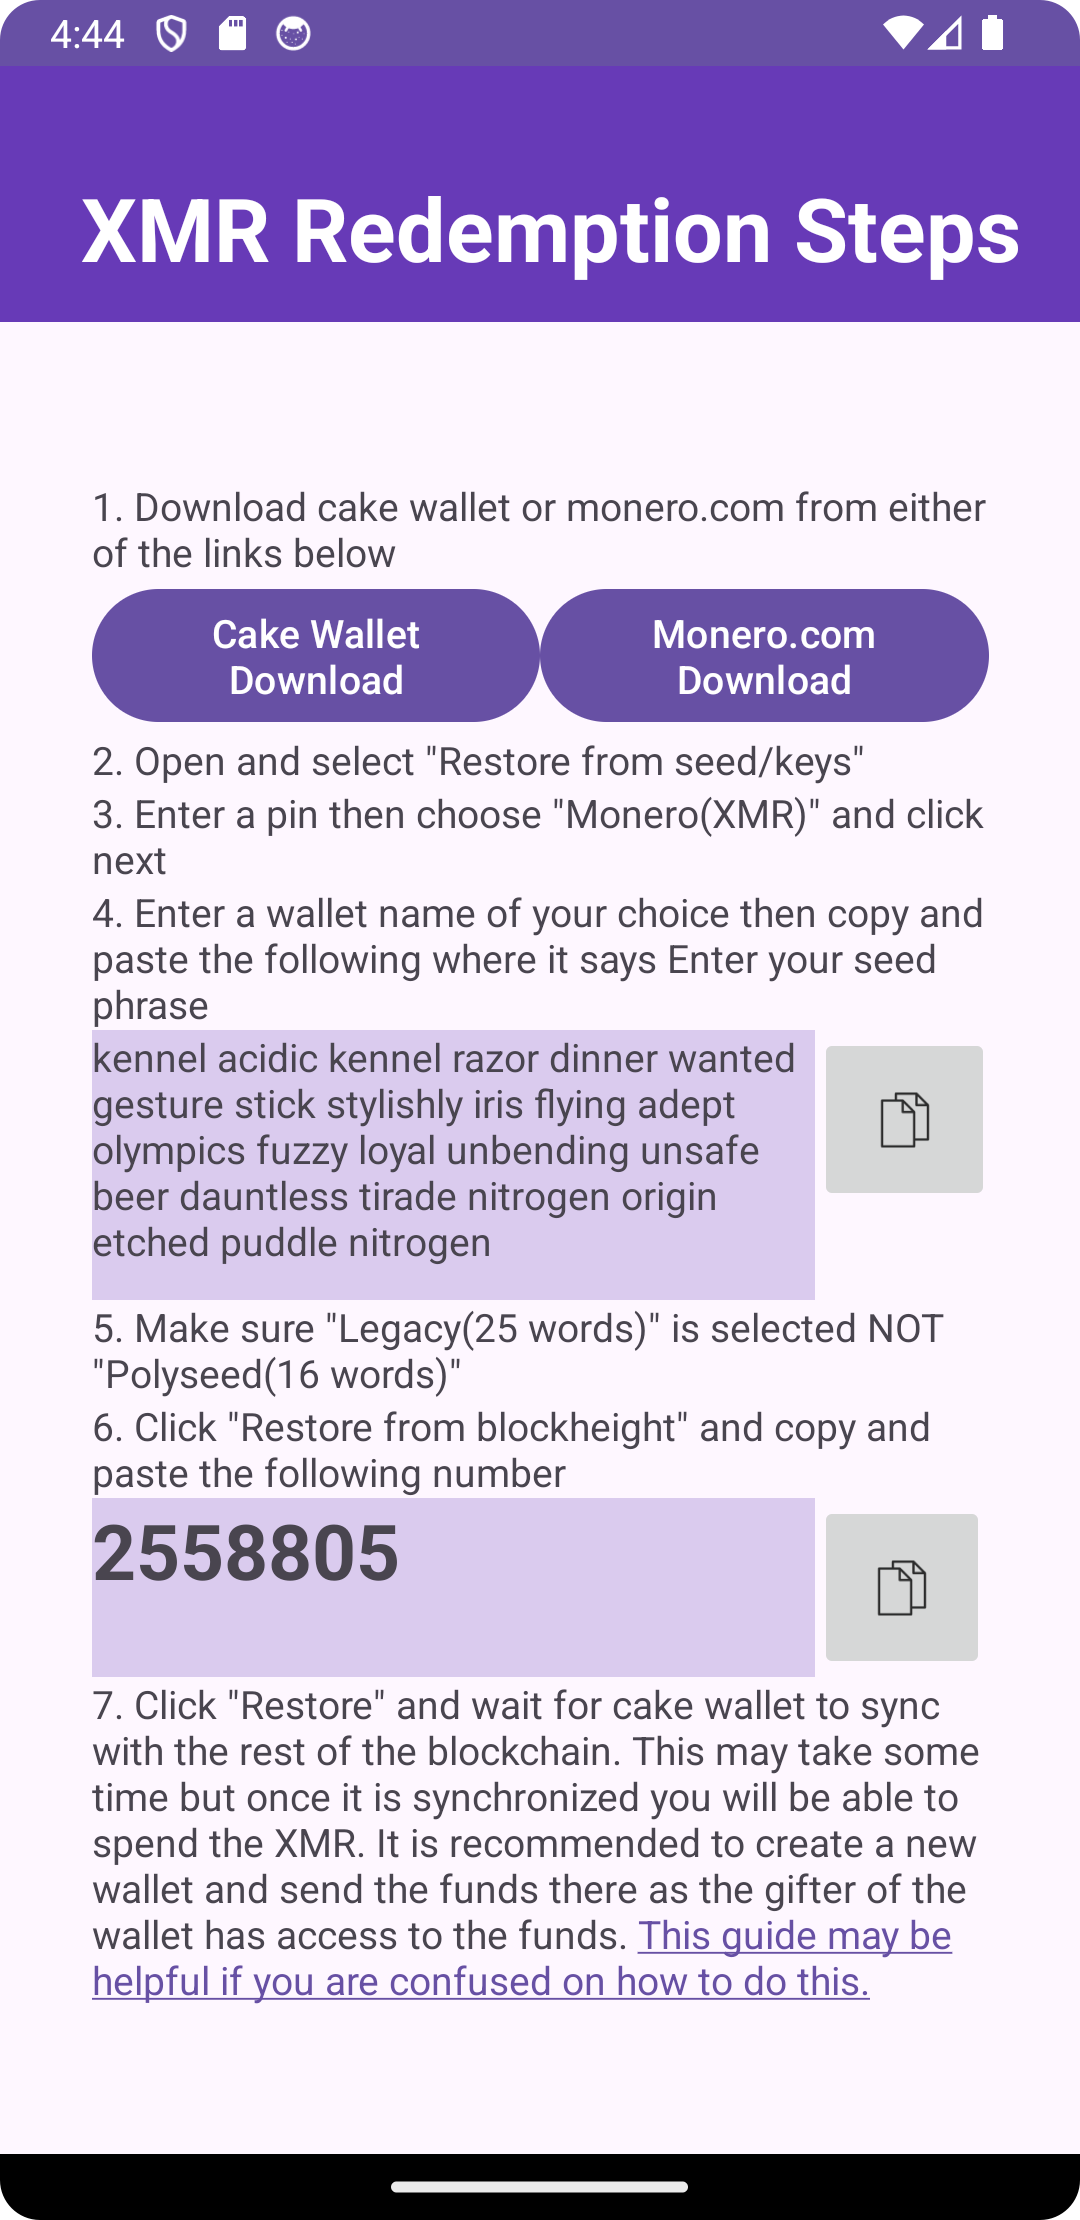 4:44
XMR Redemption Steps
1. Download cake wallet or monero.com from either
of the links below
Cake Wallet
Download
Monero.com
Download
2. Open and select "Restore from seed/keys"
3. Enter a pin then choose "Monero(XMR)" and click
next
4. Enter a wallet name of your choice then copy and
paste the following where it says Enter your seed
phrase
kennel acidic kennel razor dinner wanted
gesture stick stylishly iris flying adept
olympics fuzzy loyal unbending unsafe
beer dauntless tirade nitrogen origin
etched puddle nitrogen
5. Make sure "Legacy(25 words)" is selected NOT
"Polyseed(16 words)"
6. Click "Restore from blockheight" and copy and
paste the following number
2558805
7. Click "Restore" and wait for cake wallet to sync
with the rest of the blockchain. This may take some
time but once it is synchronized you will be able to
spend the XMR. It is recommended to create a new
wallet and send the funds there as the gifter of the
wallet has access to the funds. This guide may be
helpful if you are confused on how to do this.